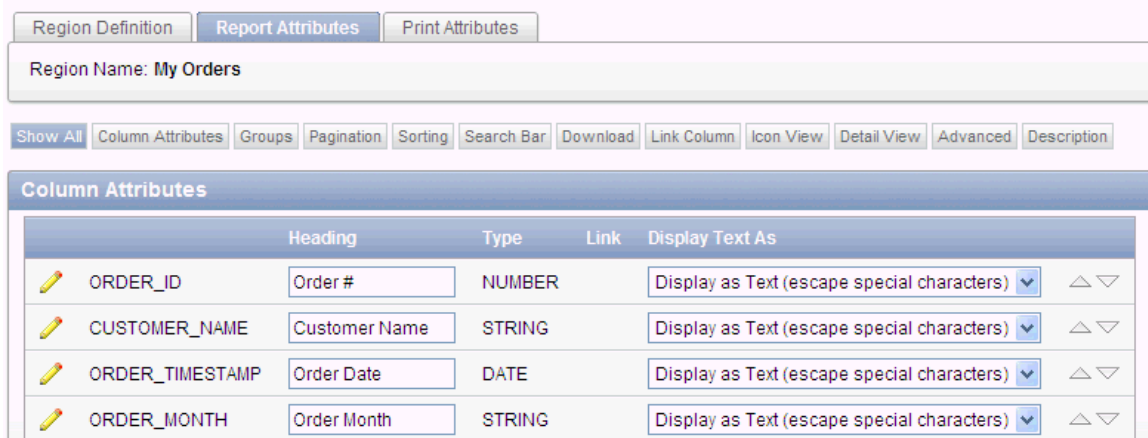 Region Definition Report Attributes Print Attributes
Region Name: My Orders
Show All Column Attributes Groups Pagination Sorting Search Bar Download Link Column Icon View Detail View Advanced Description
Column Attributes
Heading Type Link Display Text As
ORDER_ID Order # NUMBER Display as Text (escape special characters)
CUSTOMER_NAME Customer Name STRING Display as Text (escape special characters)
ORDER_TIMESTAMP Order Date DATE Display as Text (escape special characters)
ORDER_MONTH Order Month STRING Display as Text (escape special characters)